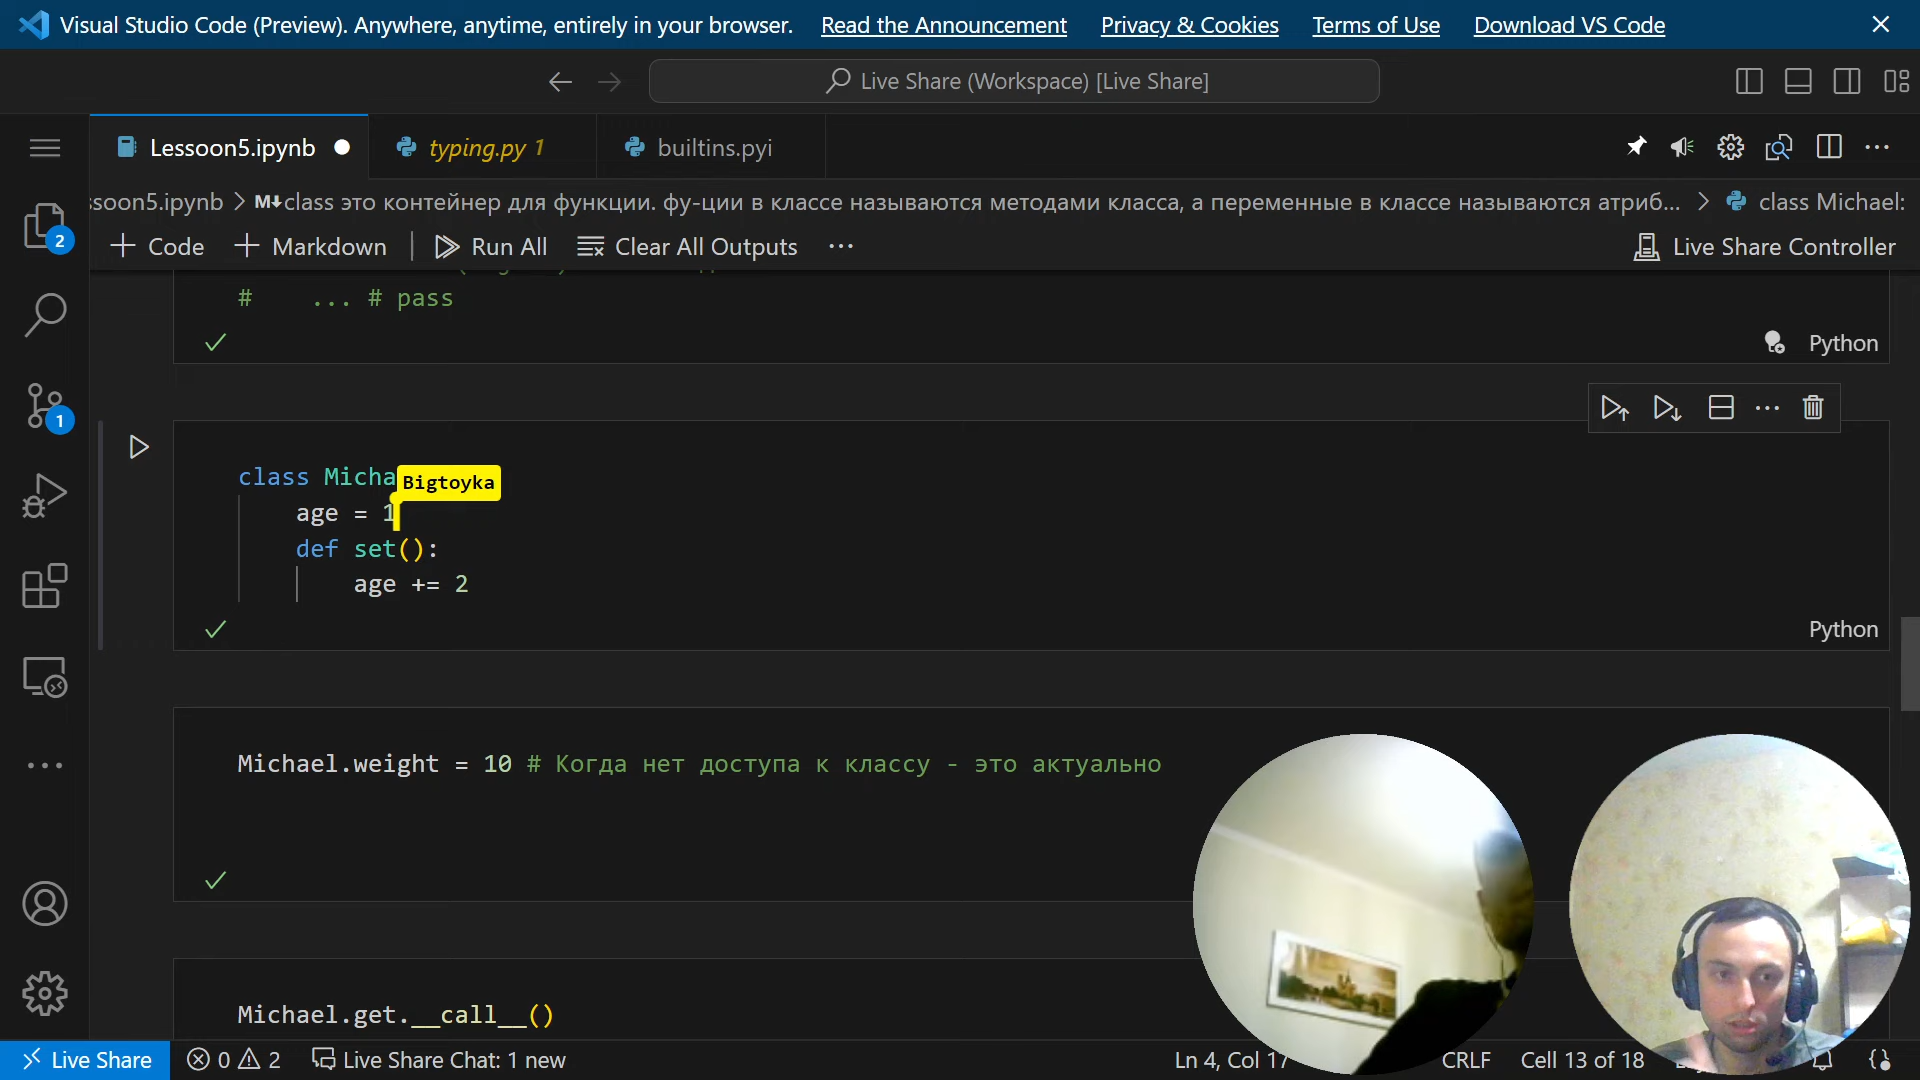 Visual Studio Code (Preview). Anywhere, anytime, entirely in your browser. Read the Announcement Privacy & Cookies Terms of Use Download VS Code
Live Share (Workspace) [Live Share]
Lessoon5.ipynb typing.py 1 builtins.pyi
ssoon5.ipynb > M↓class это контейнер для функции. фу-ции в классе называются методами класса, а переменные в классе называются атриб... > class Michael:
+ Code + Markdown Run All Clear All Outputs ... Live Share Controller
# ... # pass
Python
2
1
class Micha
Bigtoyka
age = 1
def set():
age += 2
Python
Michael.weight = 10 # Когда нет доступа к классу - это актуально
Michael.get.__call__()
Live Share 0 2 Live Share Chat: 1 new Ln 4, Col 17 CRLF Cell 13 of 18